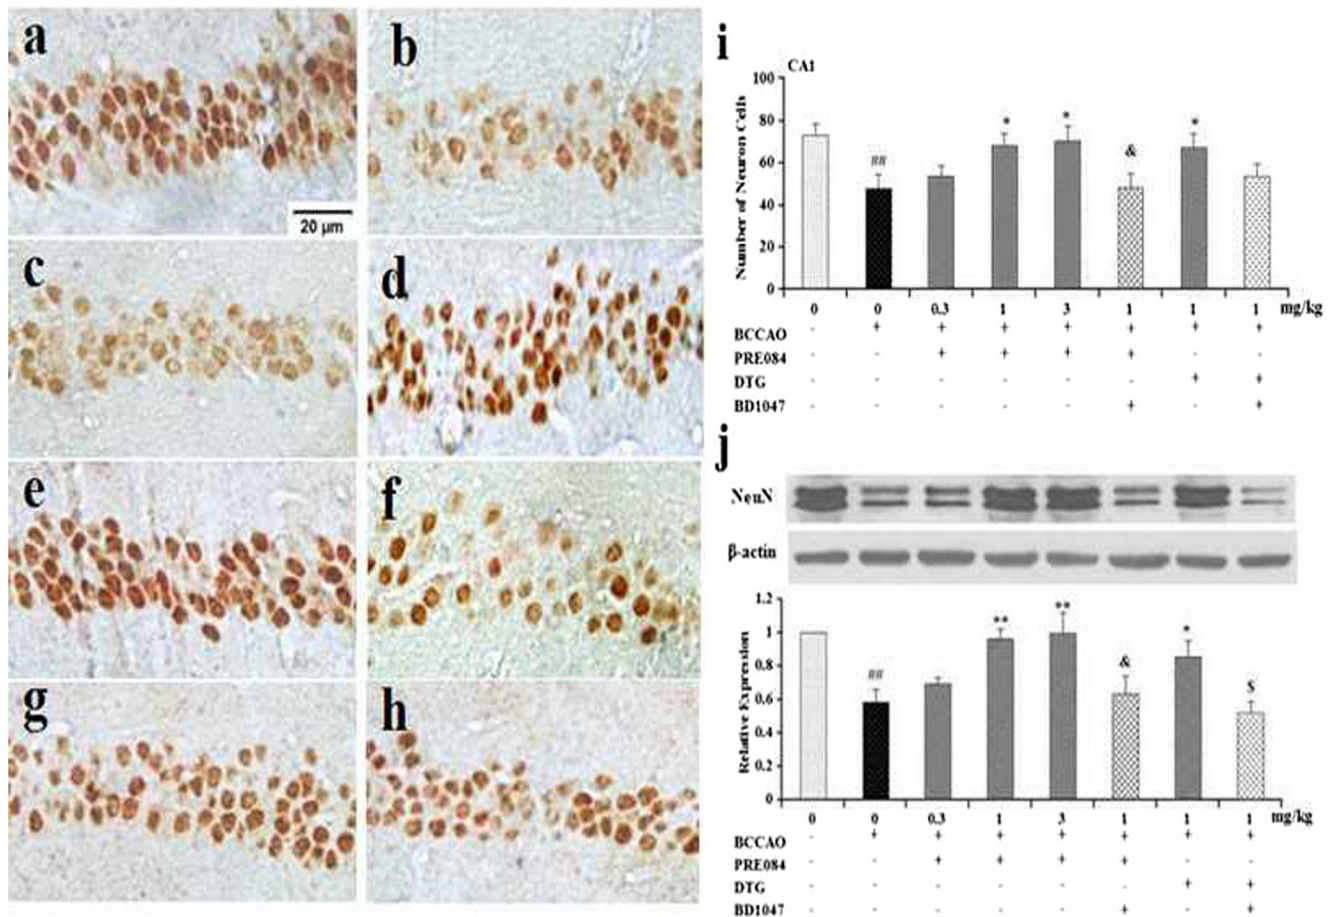 a
b
20 µm
c
d
e
f
g
h
i
CA1
Number of Neuron Cells
100
80
60
40
20
0
##
*
*
&
*
0 0 0.3 1 3 1 1 1 mg/kg
BCCAO - + + + + + + +
PRE084 - - + + + + - -
DTG - - - - - - + +
BD1047 - - - - - + - +
j
NeuN
β-actin
Relative Expression
1.2
1
0.8
0.6
0.4
0.2
0
##
**
**
&
*
$
0 0 0.3 1 3 1 1 1 mg/kg
BCCAO - + + + + + + +
PRE084 - - + + + + - -
DTG - - - - - - + +
BD1047 - - - - - + - +